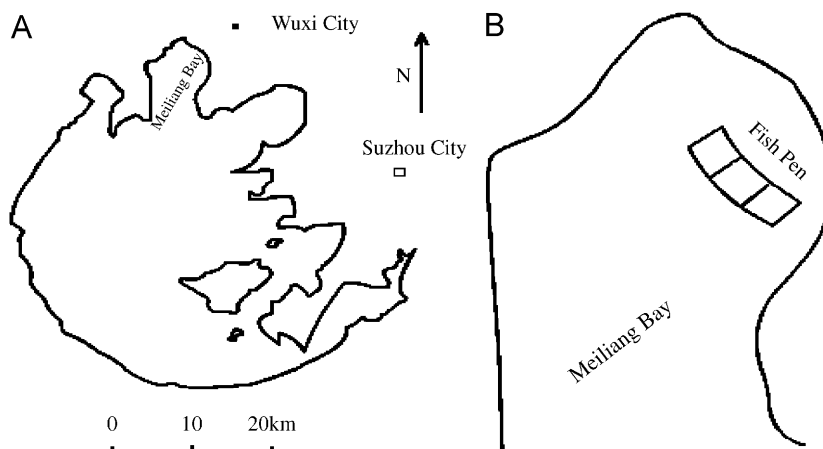 A
Wuxi City
Meiliang Bay
N
Suzhou City
0 10 20km
B
Fish Pen
Meiliang Bay